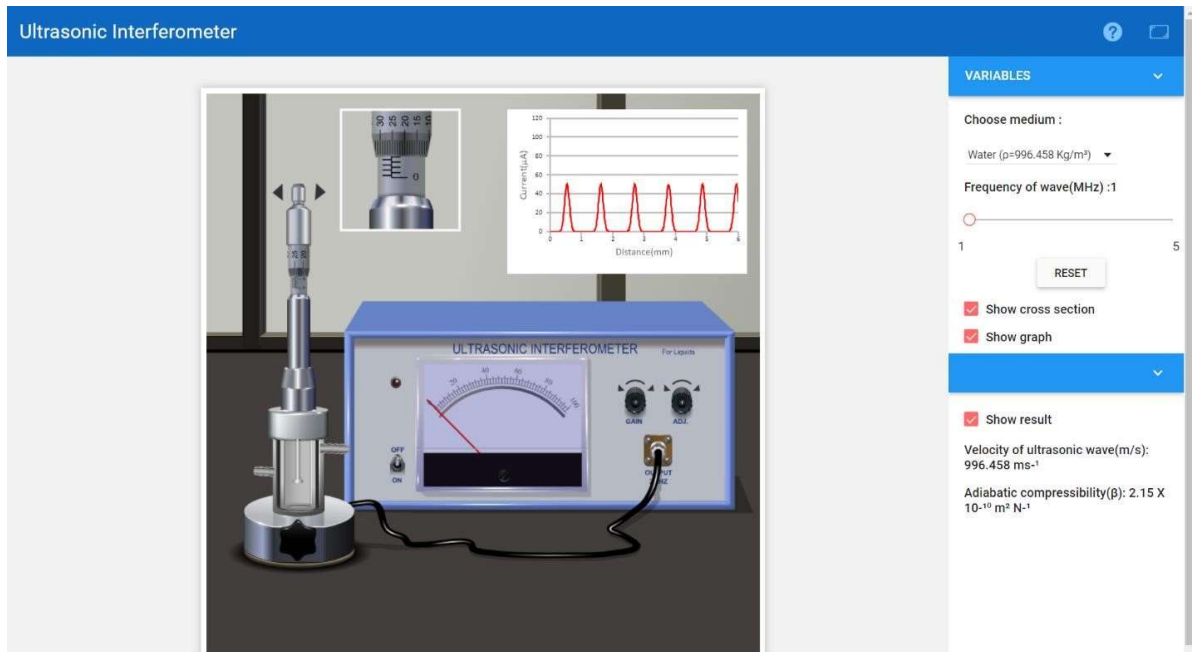 Ultrasonic Interferometer
?
VARIABLES
Choose medium :
Water (ρ=996.458 Kg/m³)
Frequency of wave(MHz) :1
1 5
RESET
Show cross section
Show graph
Show result
Velocity of ultrasonic wave(m/s):
996.458 ms-¹
Adiabatic compressibility(β): 2.15 X
10-¹⁰ m² N-¹
30 25 20 15 10
0
120
100
80
60
40
20
0
Current(μA)
0 1 2 3 4 5 6
Distance(mm)
25 20
ULTRASONIC INTERFEROMETER For Liquids
20 40 60 80 100
GAIN ADJ.
OFF
ON